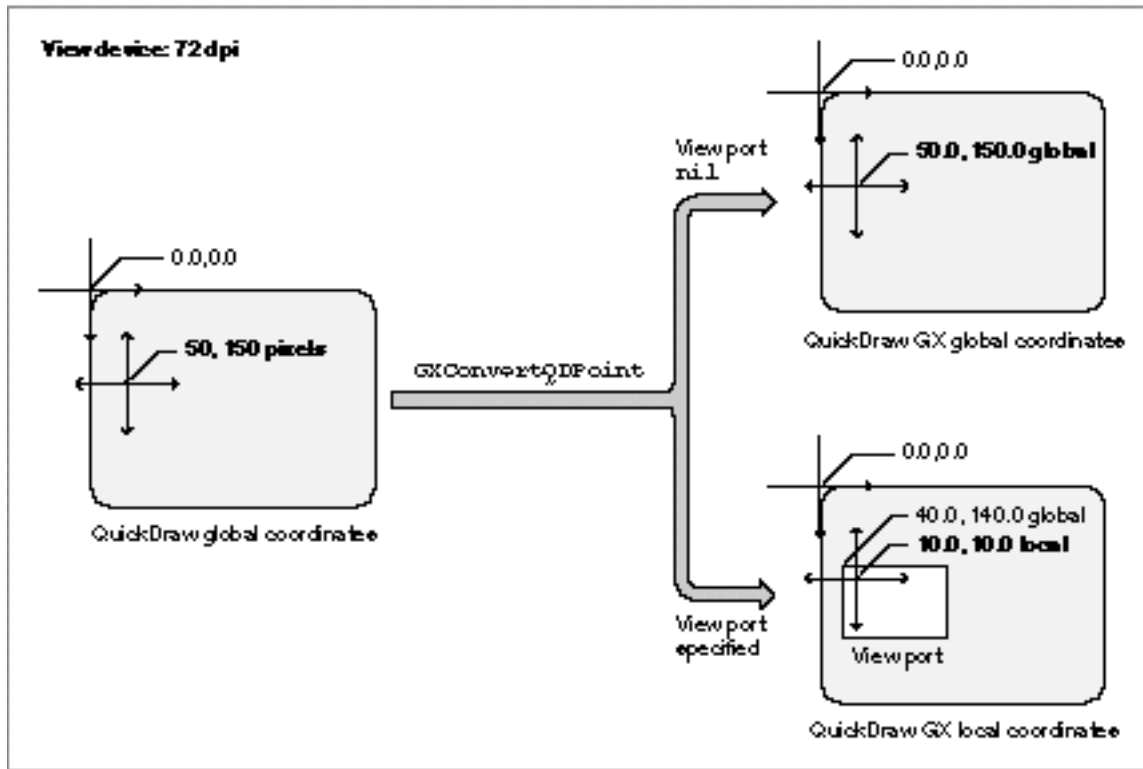 View device: 72 dpi
0.0,0.0
50, 150 pixels
QuickDraw global coordinates
GXConvertQDPoint
View port
nil
View port
specified
0.0,0.0
50.0, 150.0 global
QuickDraw GX global coordinates
0.0,0.0
40.0, 140.0 global
10.0, 10.0 local
View port
QuickDraw GX local coordinates